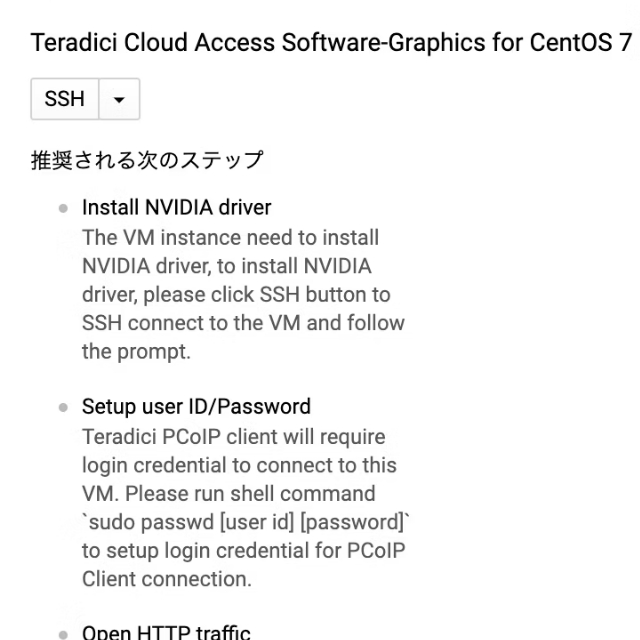 Teradici Cloud Access Software-Graphics for CentOS 7
SSH
推奨される次のステップ
Install NVIDIA driver
The VM instance need to install
NVIDIA driver, to install NVIDIA
driver, please click SSH button to
SSH connect to the VM and follow
the prompt.
Setup user ID/Password
Teradici PCoIP client will require
login credential to connect to this
VM. Please run shell command
`sudo passwd [user id] [password]`
to setup login credential for PCoIP
Client connection.
Open HTTP traffic